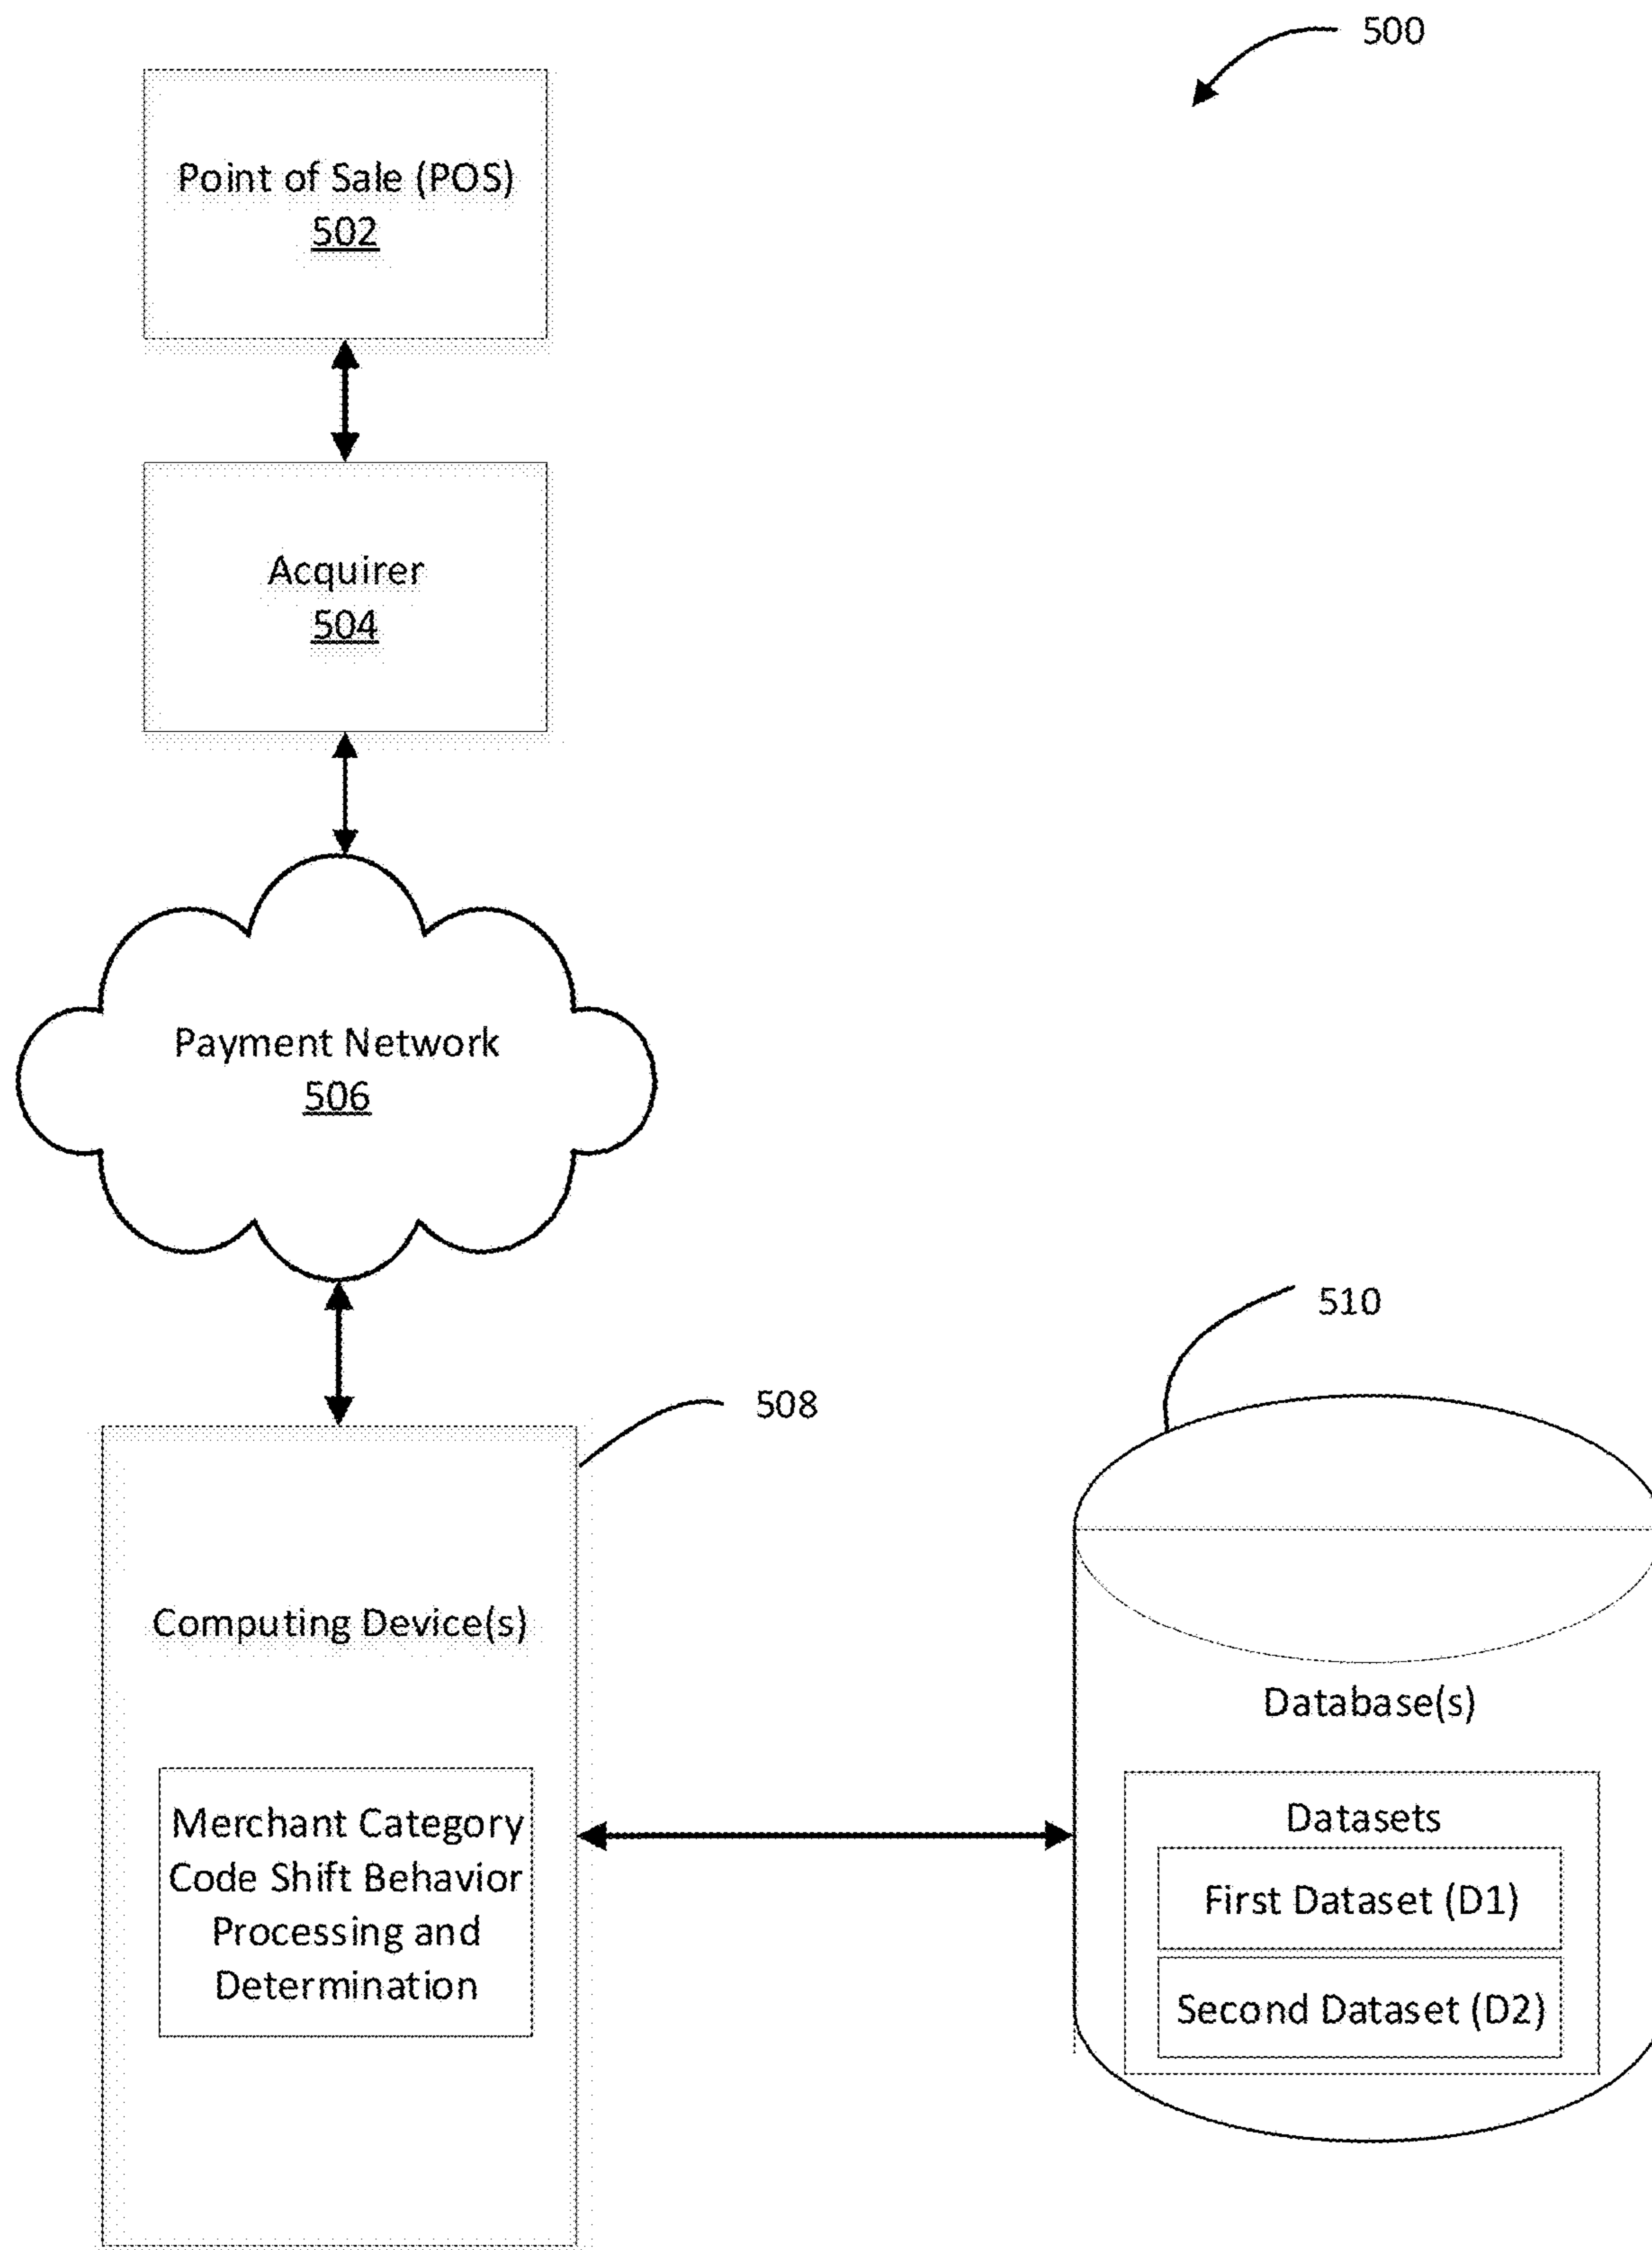 500
Point of Sale (POS)
502
Acquirer
504
Payment Network
506
510
508
Computing Device(s)
Merchant Category
Code Shift Behavior
Processing and
Determination
Database(s)
Datasets
First Dataset (D1)
Second Dataset (D2)